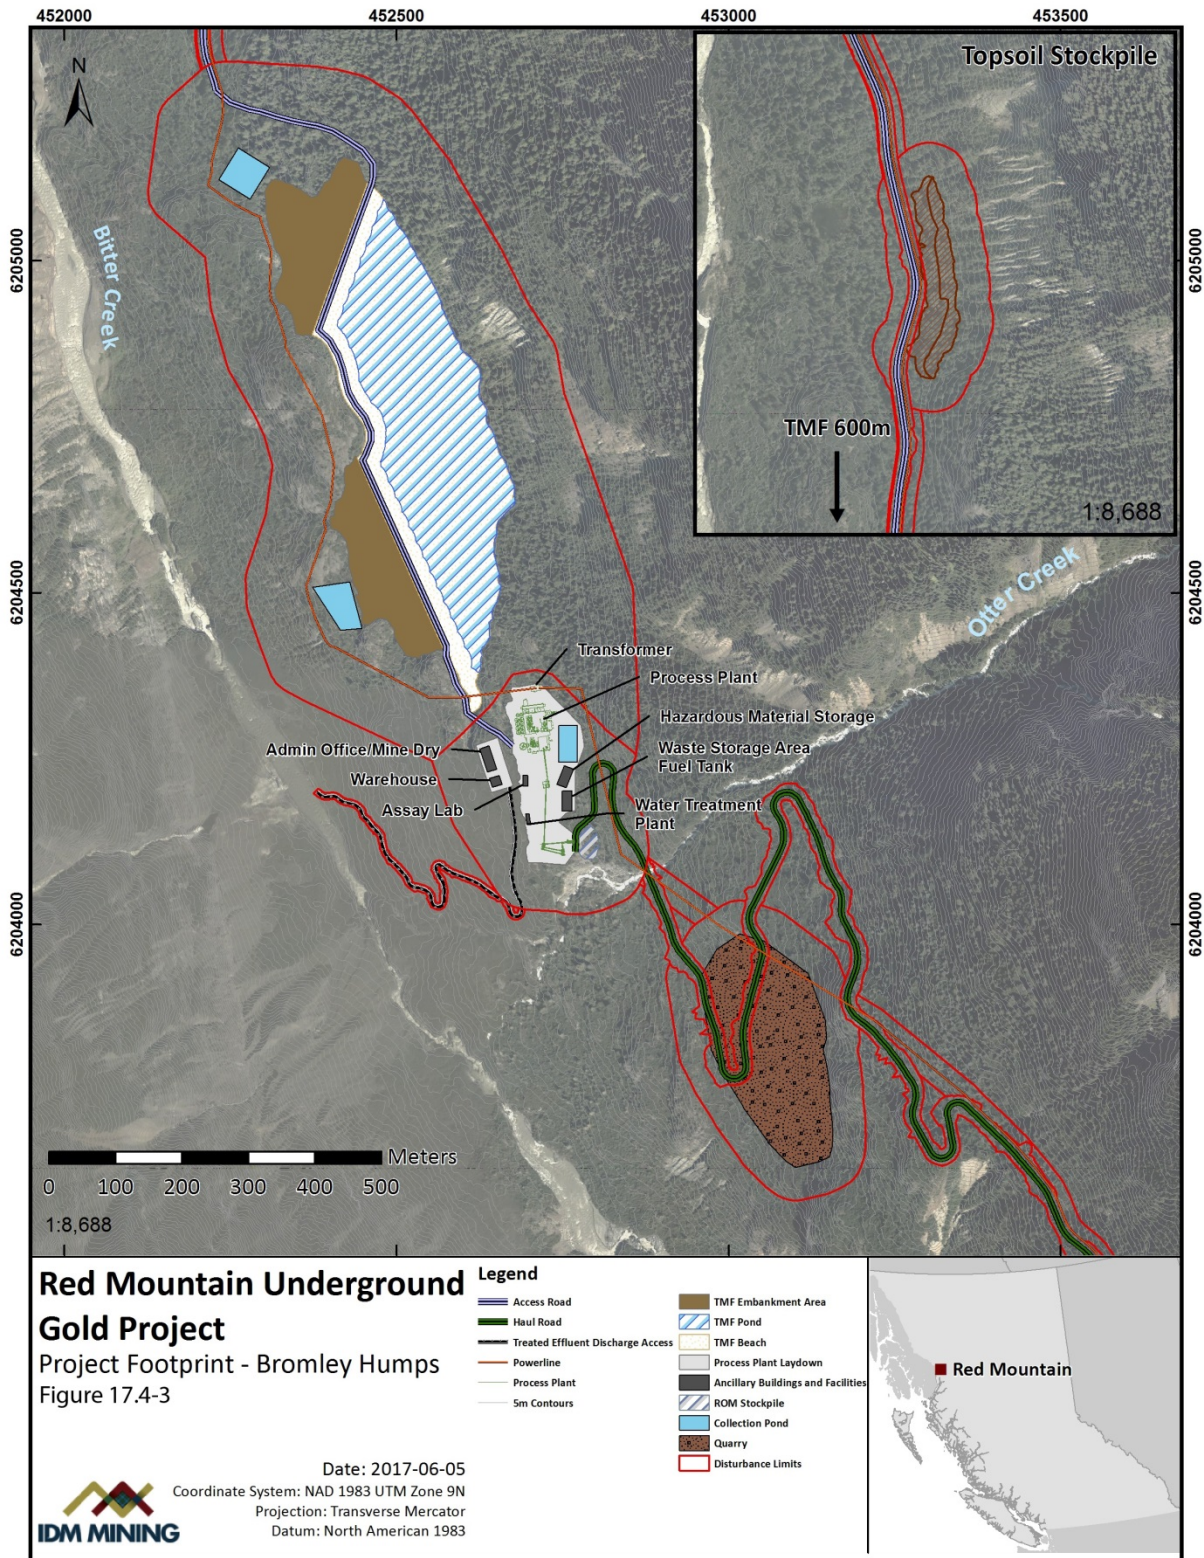 452000
452500
453000
453500
N
Topsoil Stockpile
Bitter Creek
6205000
6205000
TMF 600m
1:8,688
6204500
6204500
Otter Creek
Transformer
Process Plant
Hazardous Material Storage
Admin Office/Mine Dry
Waste Storage Area
Fuel Tank
Warehouse
Assay Lab
Water Treatment
Plant
6204000
6204000
Meters
0 100 200 300 400 500
1:8,688
Red Mountain Underground
Gold Project
Project Footprint - Bromley Humps
Figure 17.4-3
Date: 2017-06-05
Coordinate System: NAD 1983 UTM Zone 9N
Projection: Transverse Mercator
Datum: North American 1983
IDM MINING
Legend
Access Road
Haul Road
Treated Effluent Discharge Access
Powerline
Process Plant
5m Contours
TMF Embankment Area
TMF Pond
TMF Beach
Process Plant Laydown
Ancillary Buildings and Facilities
ROM Stockpile
Collection Pond
Quarry
Disturbance Limits
Red Mountain